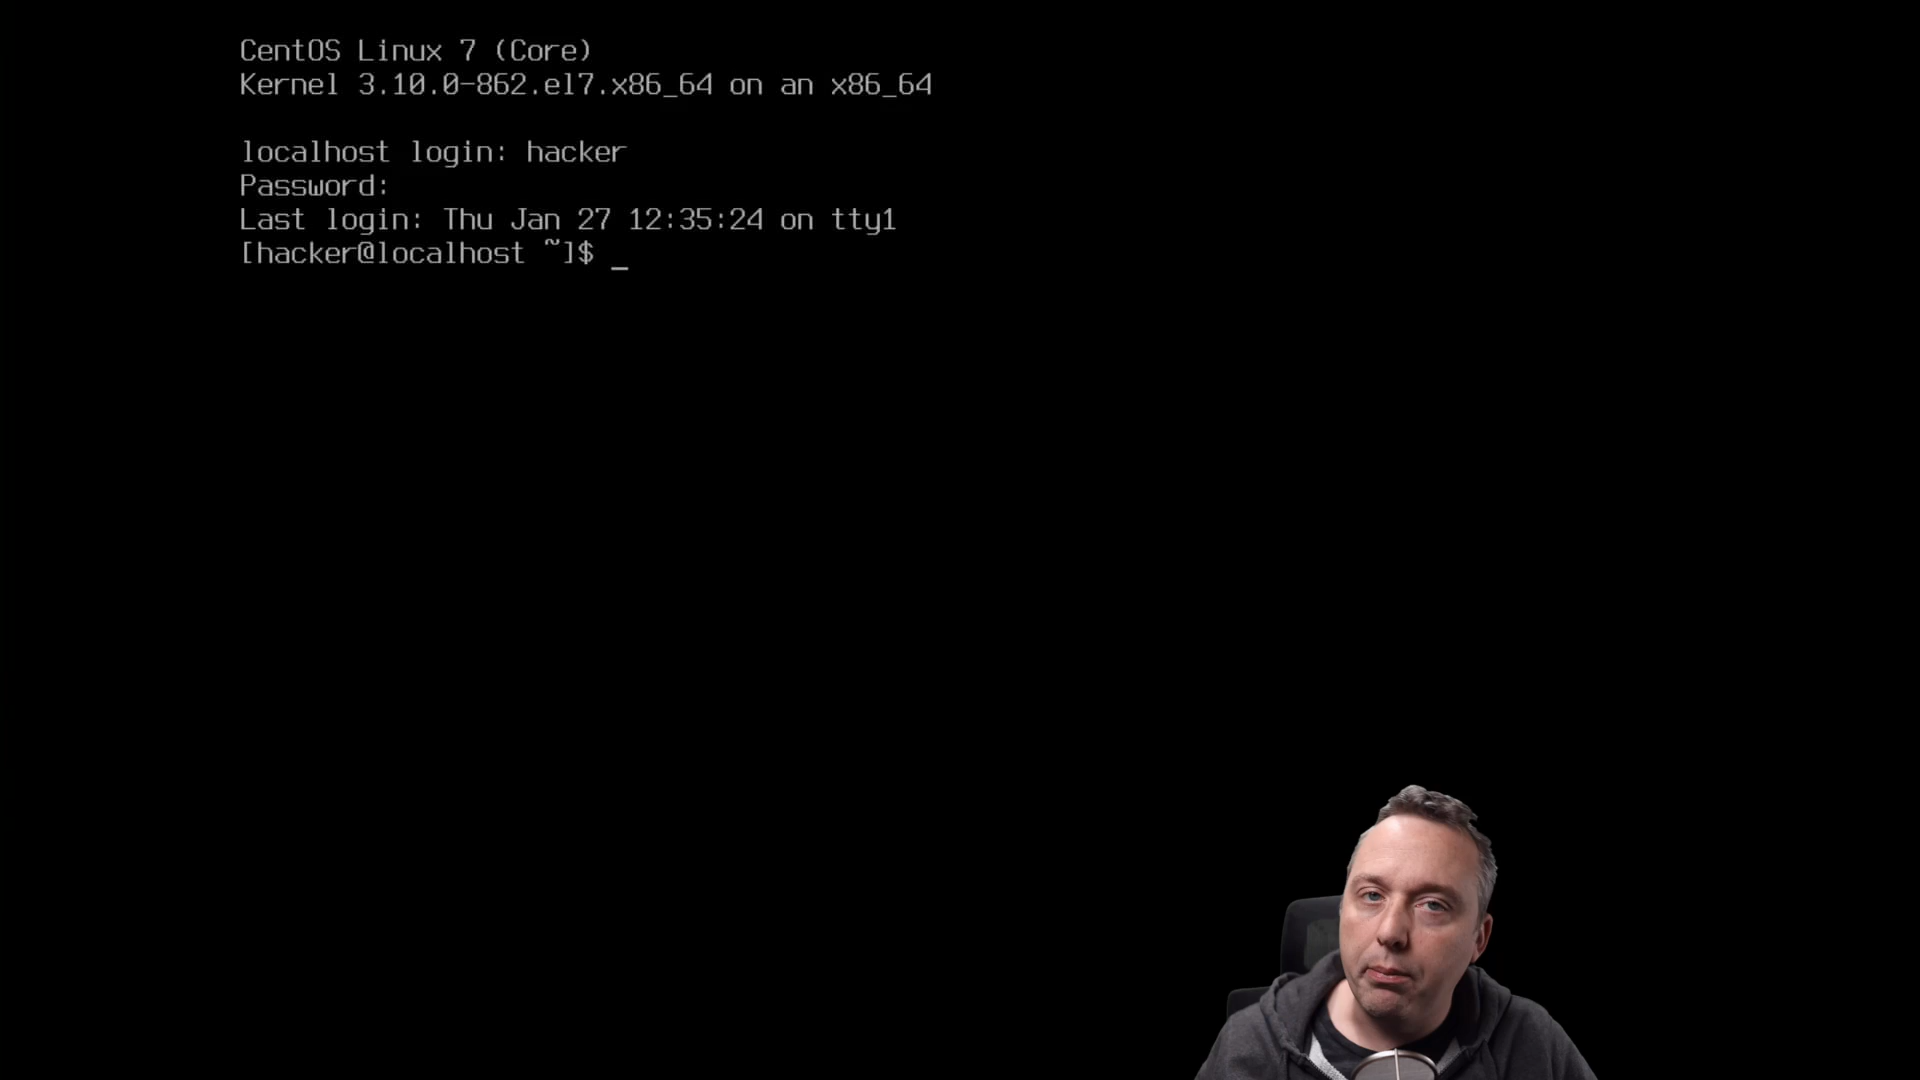 CentOS Linux 7 (Core)
Kernel 3.10.0-862.el7.x86_64 on an x86_64
localhost login: hacker
Password:
Last login: Thu Jan 27 12:35:24 on tty1
[hacker@localhost ~]$ _